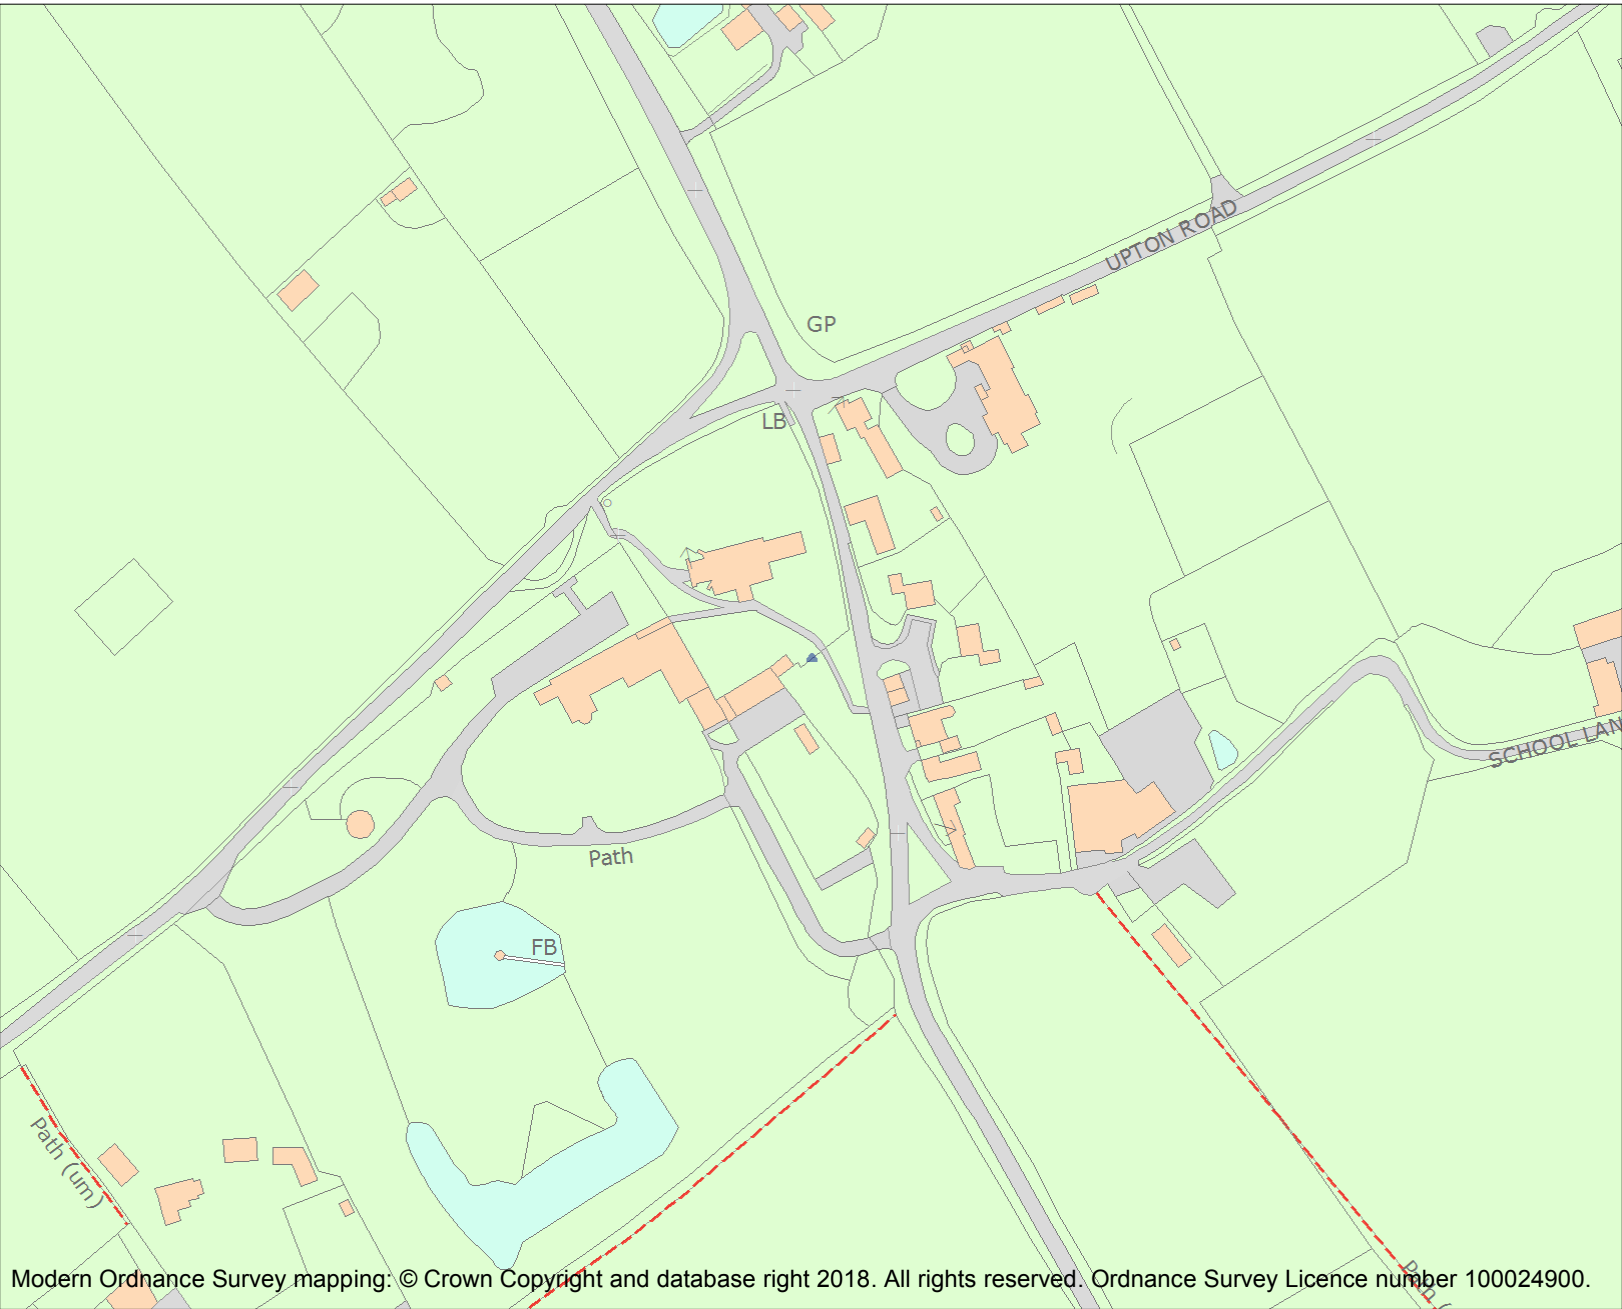 UPTON ROAD
GP
LB
SCHOOL LAN
Path
FB
Path (um)
Path (
Modern Ordnance Survey mapping: © Crown Copyright and database right 2018. All rights reserved. Ordnance Survey Licence number 100024900.